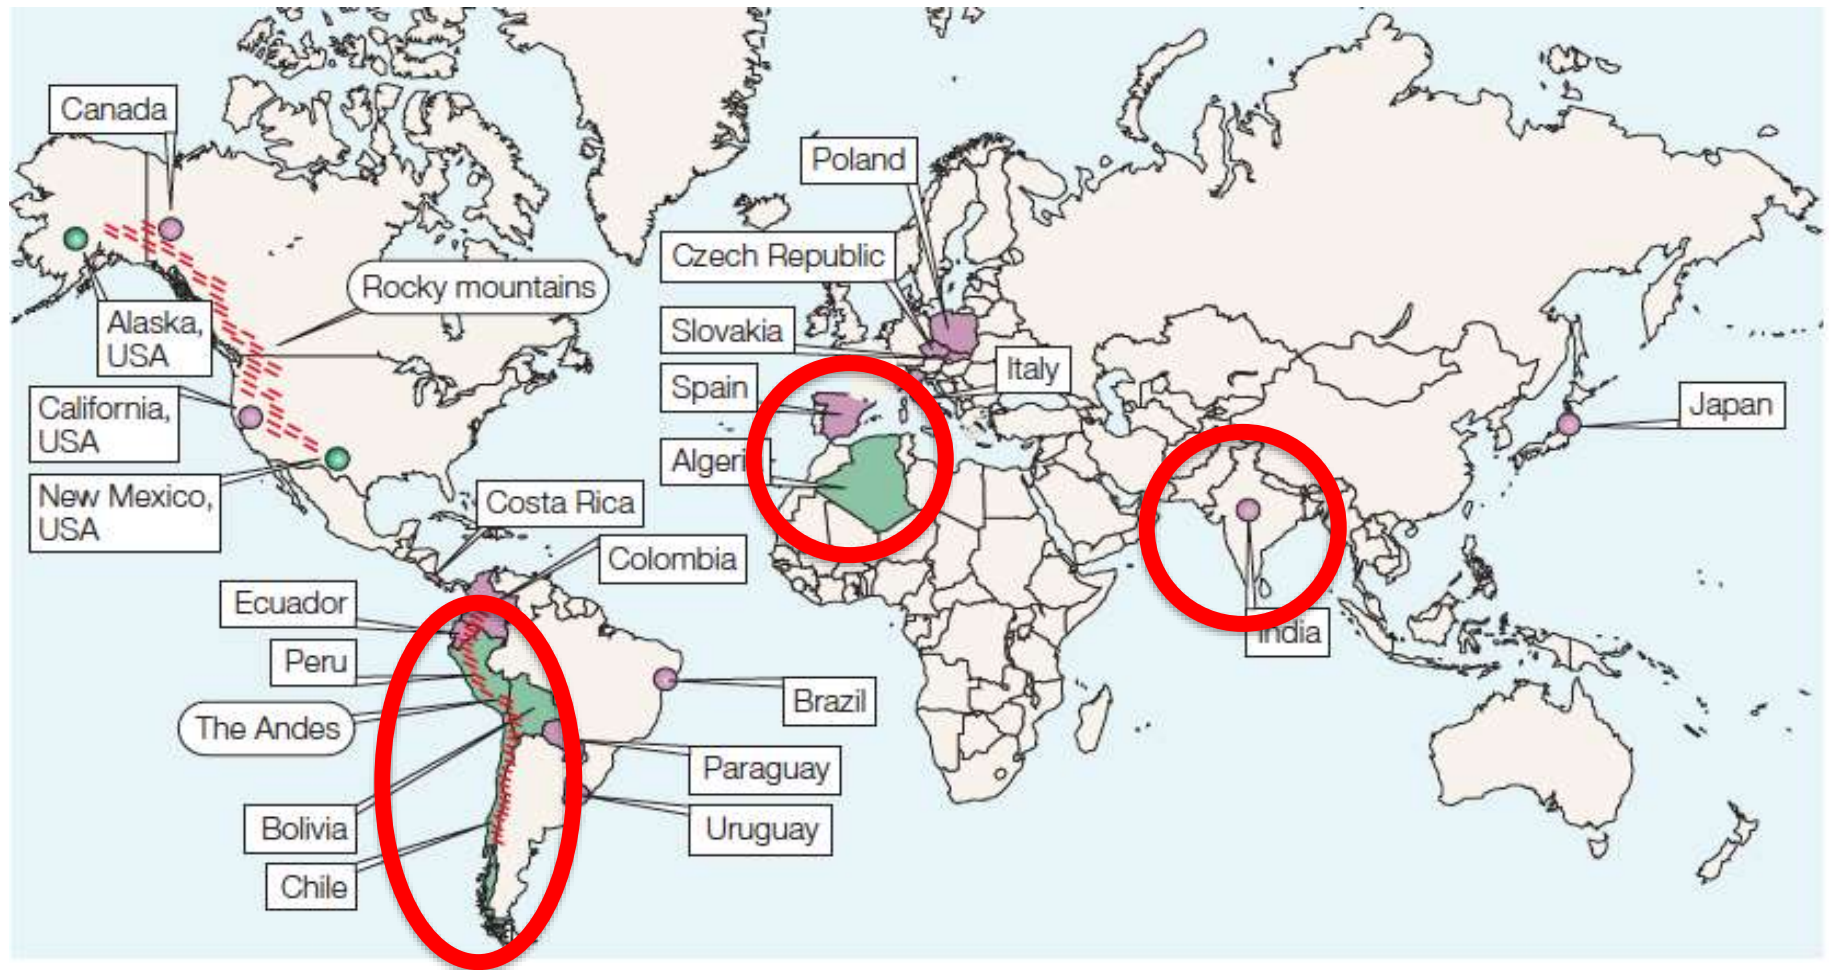 Canada
Poland
Czech Republic
Rocky mountains
Alaska,
USA
Slovakia
Italy
Spain
California,
USA
Japan
Algeri
New Mexico,
USA
Costa Rica
Colombia
Ecuador
India
Peru
Brazil
The Andes
Paraguay
Bolivia
Uruguay
Chile